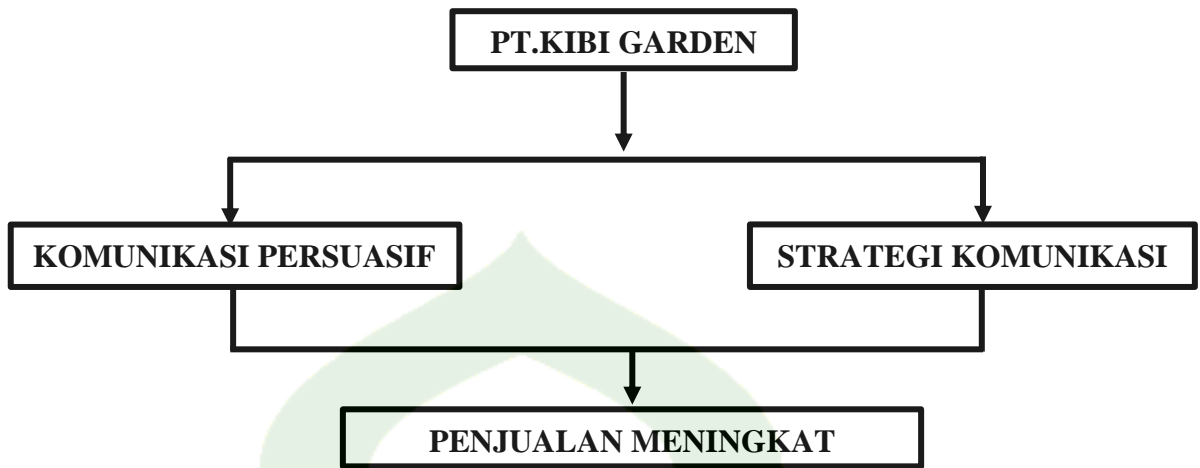 PT.KIBI GARDEN
KOMUNIKASI PERSUASIF
STRATEGI KOMUNIKASI
PENJUALAN MENINGKAT